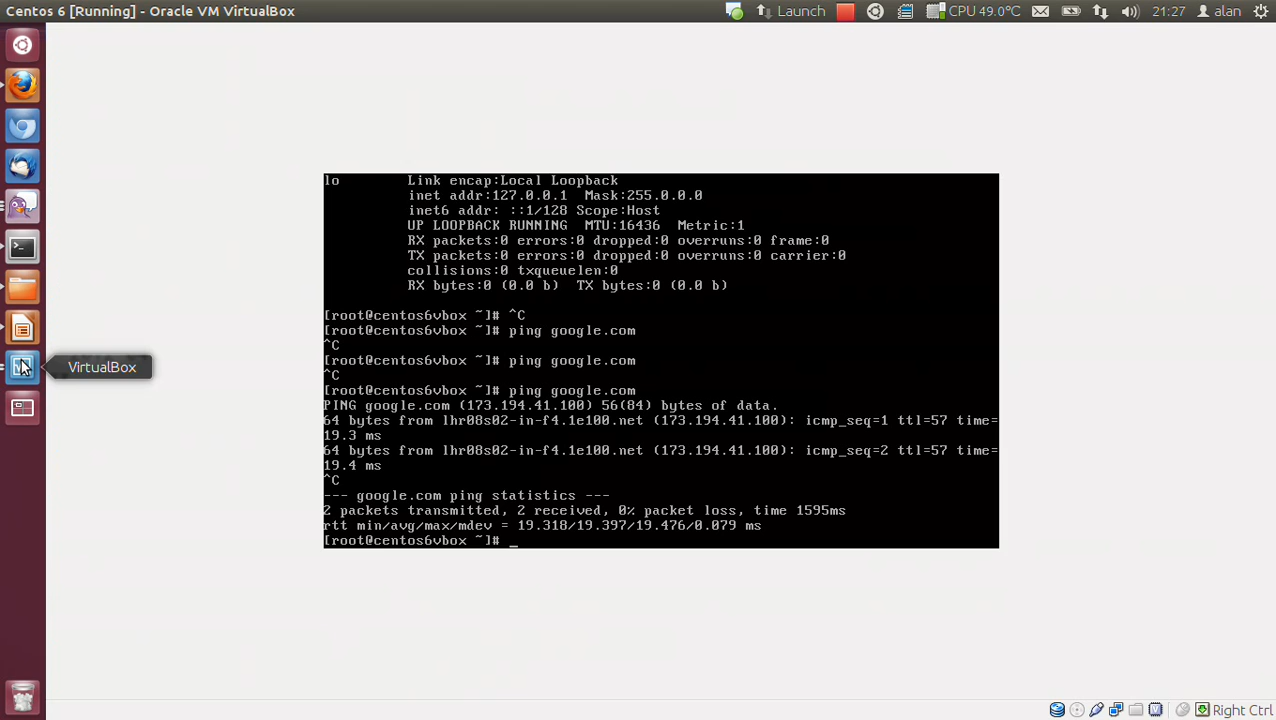 Centos 6 [Running] - Oracle VM VirtualBox
Launch
CPU 49.0°C
21:27
alan
VirtualBox
lo Link encap:Local Loopback
inet addr:127.0.0.1 Mask:255.0.0.0
inet6 addr: ::1/128 Scope:Host
UP LOOPBACK RUNNING MTU:16436 Metric:1
RX packets:0 errors:0 dropped:0 overruns:0 frame:0
TX packets:0 errors:0 dropped:0 overruns:0 carrier:0
collisions:0 txqueuelen:0
RX bytes:0 (0.0 b) TX bytes:0 (0.0 b)
[root@centos6vbox ~]# ^C
[root@centos6vbox ~]# ping google.com
^C
[root@centos6vbox ~]# ping google.com
^C
[root@centos6vbox ~]# ping google.com
PING google.com (173.194.41.100) 56(84) bytes of data.
64 bytes from lhr08s02-in-f4.1e100.net (173.194.41.100): icmp_seq=1 ttl=57 time=
19.3 ms
64 bytes from lhr08s02-in-f4.1e100.net (173.194.41.100): icmp_seq=2 ttl=57 time=
19.4 ms
^C
--- google.com ping statistics ---
2 packets transmitted, 2 received, 0% packet loss, time 1595ms
rtt min/avg/max/mdev = 19.318/19.397/19.476/0.079 ms
[root@centos6vbox ~]# _
Right Ctrl